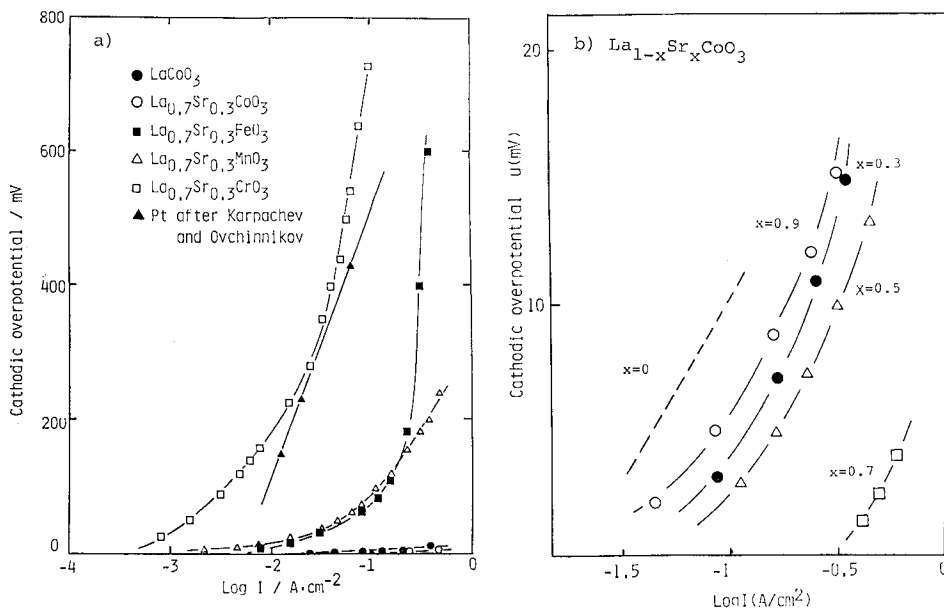 a)
800
600
400
200
0
Cathodic overpotential / mV
LaCoO₃
La₀,₇Sr₀,₃CoO₃
La₀,₇Sr₀,₃FeO₃
La₀,₇Sr₀,₃MnO₃
La₀,₇Sr₀,₃CrO₃
Pt after Karpachev
and Ovchinnikov
-4
-3
-2
-1
0
Log I / A·cm⁻²
b) La₁₋ₓSrₓCoO₃
20
10
Cathodic overpotential u(mV)
x=0.3
x=0.9
x=0.5
x=0
x=0.7
-1,5
-1
-0.5
0
Log I(A/cm²)